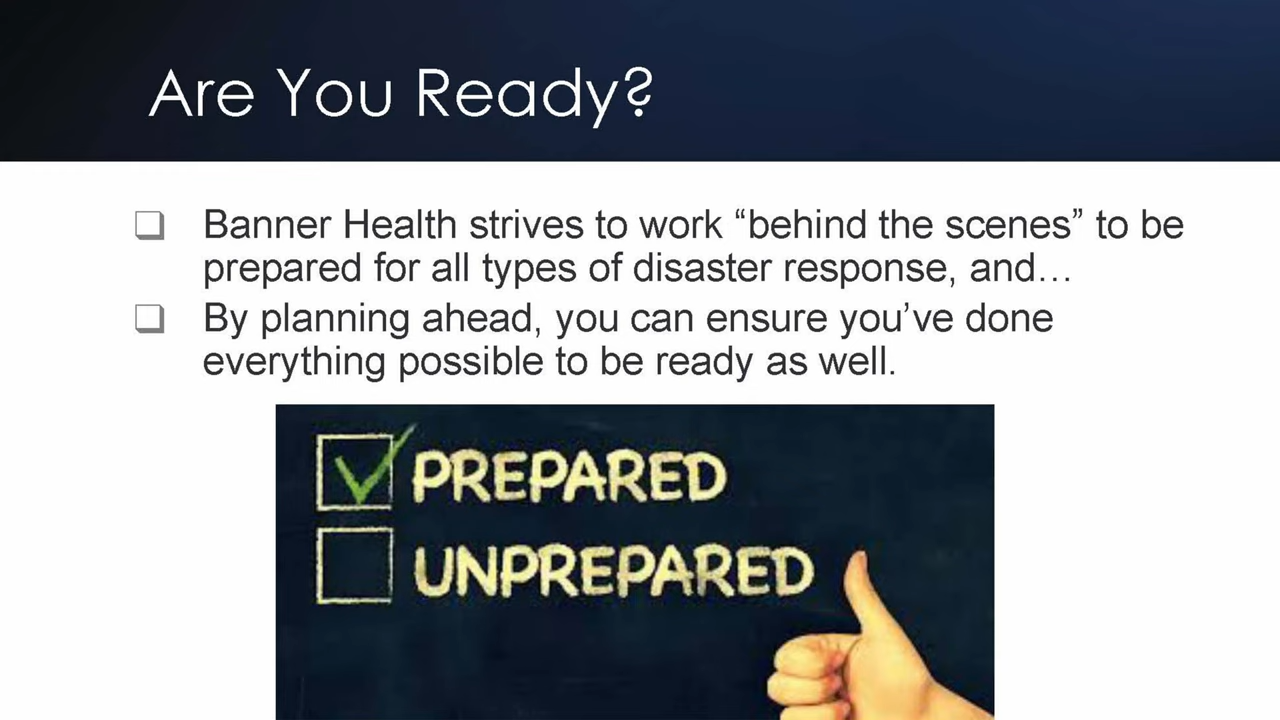 Are You Ready?
Banner Health strives to work “behind the scenes” to be
prepared for all types of disaster response, and…
By planning ahead, you can ensure you’ve done
everything possible to be ready as well.
PREPARED
UNPREPARED